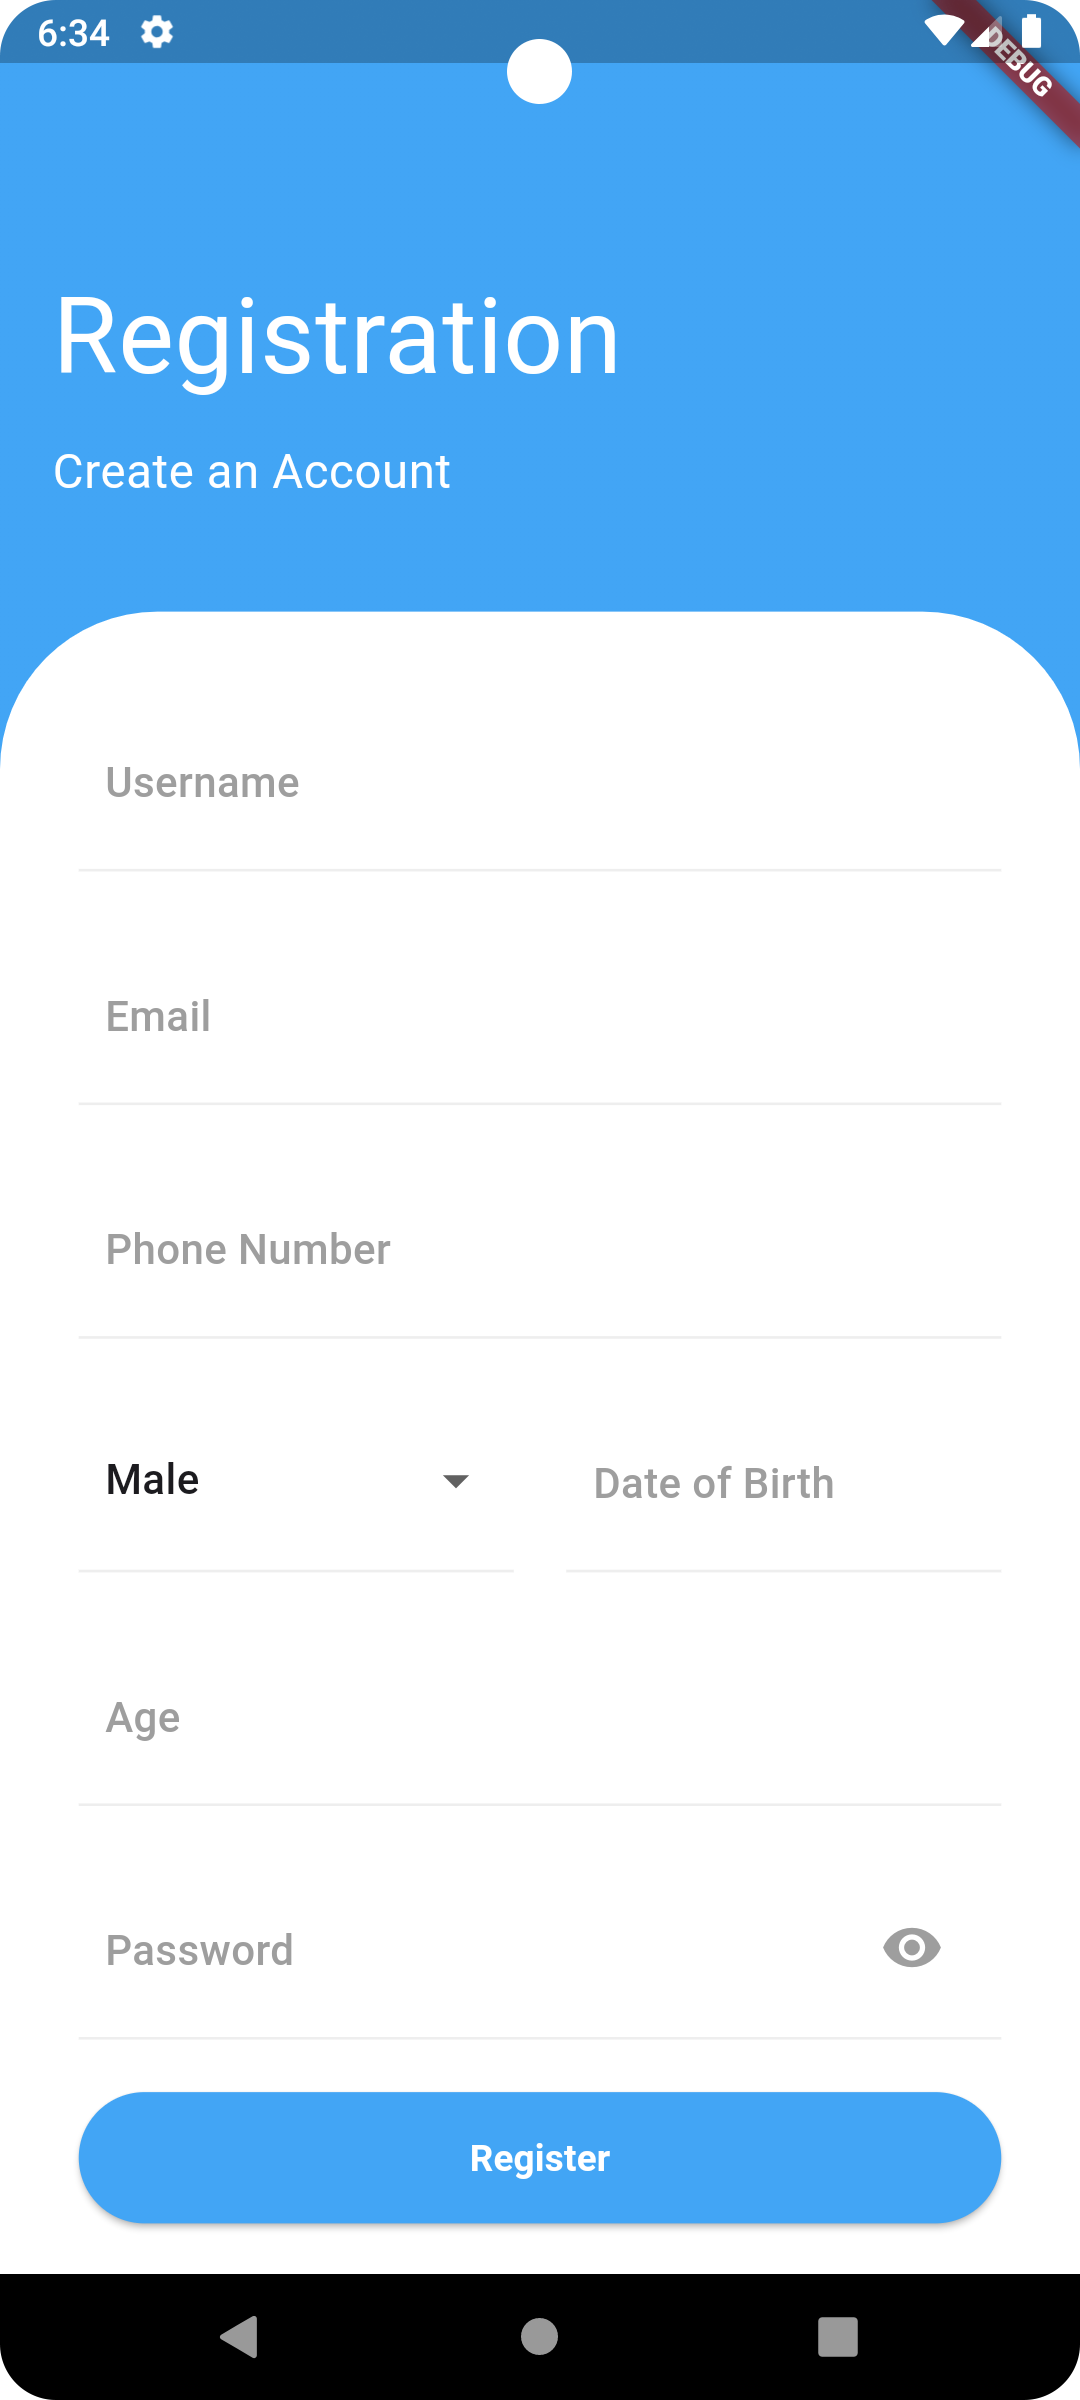 6:34
DEBUG
Registration
Create an Account
Username
Email
Phone Number
Male
Date of Birth
Age
Password
Register